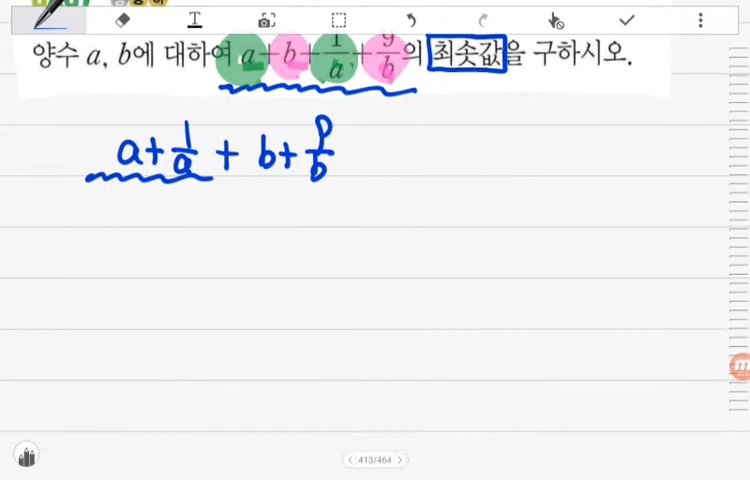 T
양수 a, b에 대하여 a+b+1/a+9/b의 최솟값을 구하시오.
a+1/a + b+9/b
413/464